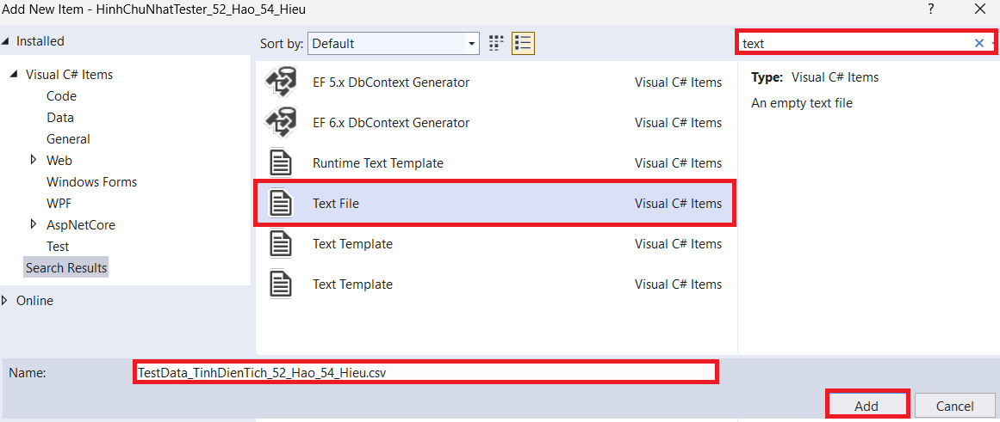 Add New Item - HinhChuNhatTester_52_Hao_54_Hieu
?
Installed
Sort by: Default
text
Visual C# Items
Code
Data
General
Web
Windows Forms
WPF
AspNetCore
Test
Search Results
Online
EF 5.x DbContext Generator Visual C# Items
EF 6.x DbContext Generator Visual C# Items
Runtime Text Template Visual C# Items
Text File Visual C# Items
Text Template Visual C# Items
Text Template Visual C# Items
Type: Visual C# Items
An empty text file
Name: TestData_TinhDienTich_52_Hao_54_Hieu.csv
Add Cancel